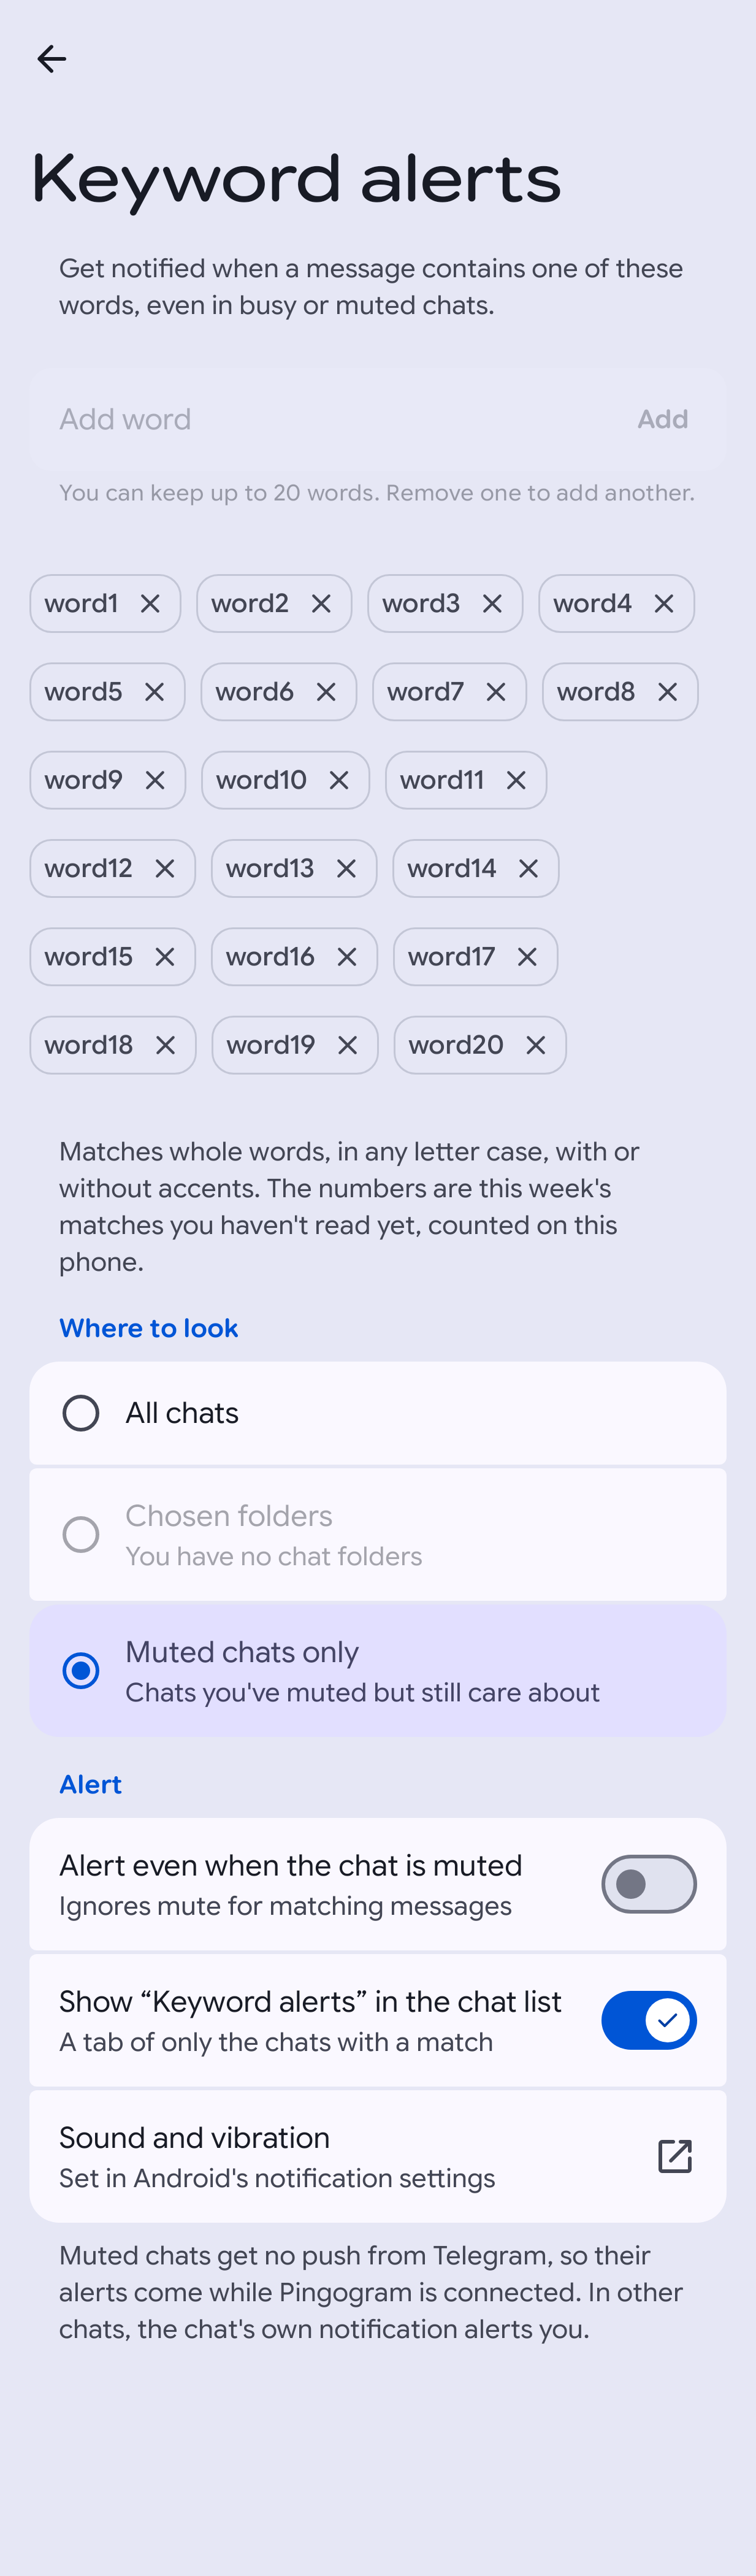 Keyword alerts
Get notified when a message contains one of these
words, even in busy or muted chats.
Add word Add
You can keep up to 20 words. Remove one to add another.
word1 word2 word3 word4
word5 word6 word7 word8
word9 word10 word11
word12 word13 word14
word15 word16 word17
word18 word19 word20
Matches whole words, in any letter case, with or
without accents. The numbers are this week's
matches you haven't read yet, counted on this
phone.
Where to look
All chats
Chosen folders
You have no chat folders
Muted chats only
Chats you've muted but still care about
Alert
Alert even when the chat is muted
Ignores mute for matching messages
Show “Keyword alerts” in the chat list
A tab of only the chats with a match
Sound and vibration
Set in Android's notification settings
Muted chats get no push from Telegram, so their
alerts come while Pingogram is connected. In other
chats, the chat's own notification alerts you.